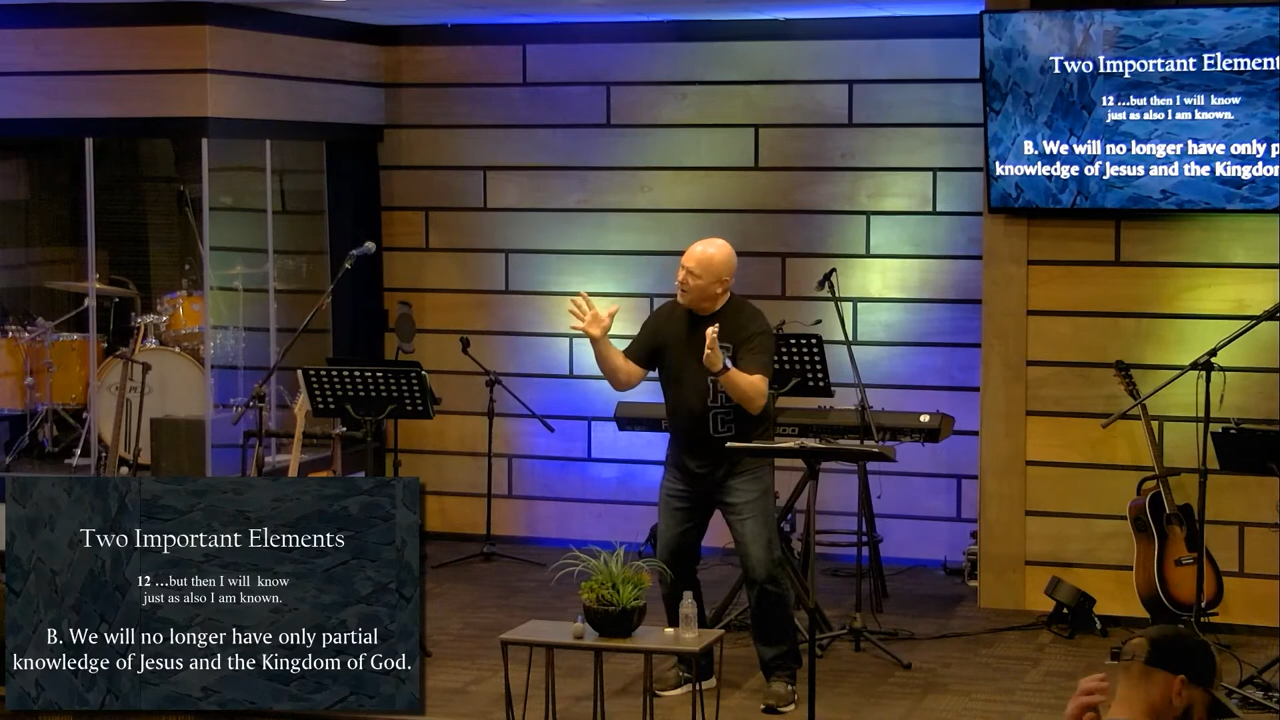 Two Important Element
12 ...but then I will know
just as also I am known.
B. We will no longer have only p
knowledge of Jesus and the Kingdor
Two Important Elements
12 ...but then I will know
just as also I am known.
B. We will no longer have only partial
knowledge of Jesus and the Kingdom of God.